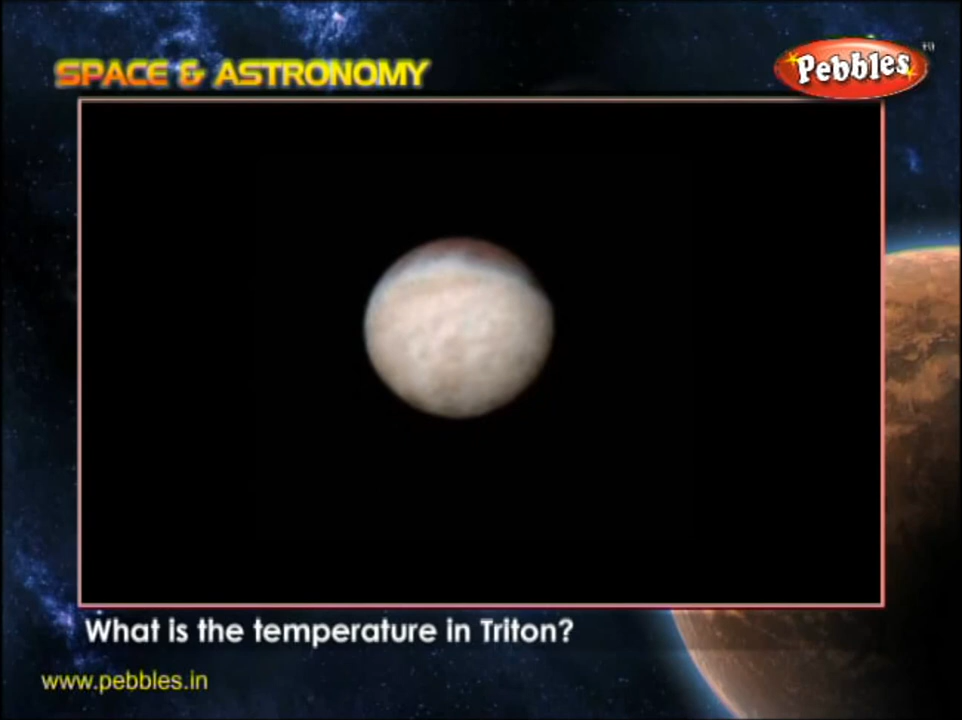 SPACE & ASTRONOMY
Pebbles
What is the temperature in Triton?
www.pebbles.in